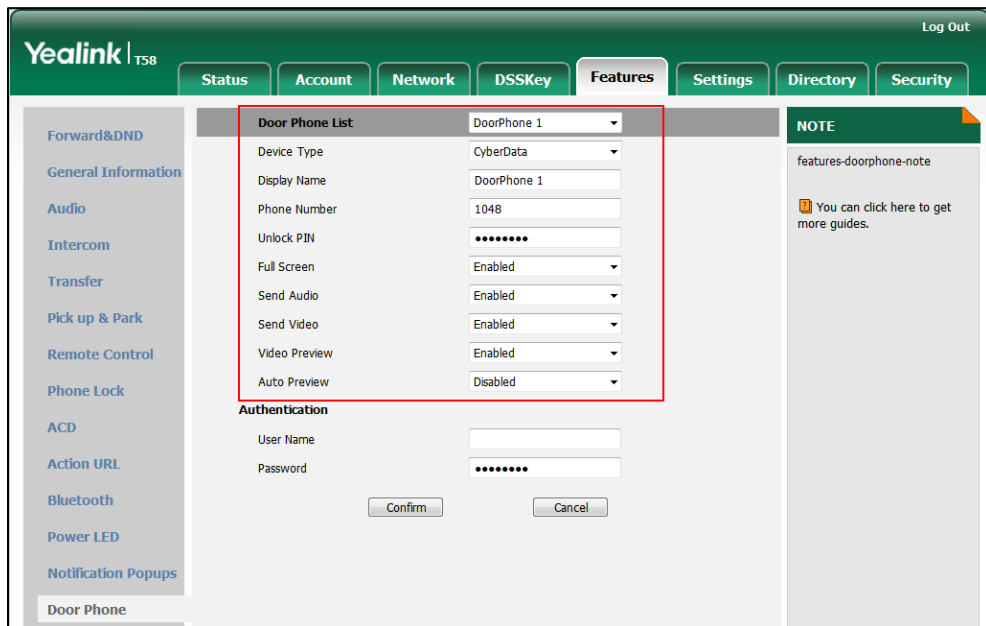 Log Out
Yealink T58
Status Account Network DSSKey Features Settings Directory Security
Forward&DND
General Information
Audio
Intercom
Transfer
Pick up & Park
Remote Control
Phone Lock
ACD
Action URL
Bluetooth
Power LED
Notification Popups
Door Phone
Door Phone List DoorPhone 1
Device Type CyberData
Display Name DoorPhone 1
Phone Number 1048
Unlock PIN ••••••••
Full Screen Enabled
Send Audio Enabled
Send Video Enabled
Video Preview Enabled
Auto Preview Disabled
Authentication
User Name
Password ••••••••
Confirm Cancel
NOTE
features-doorphone-note
You can click here to get
more guides.